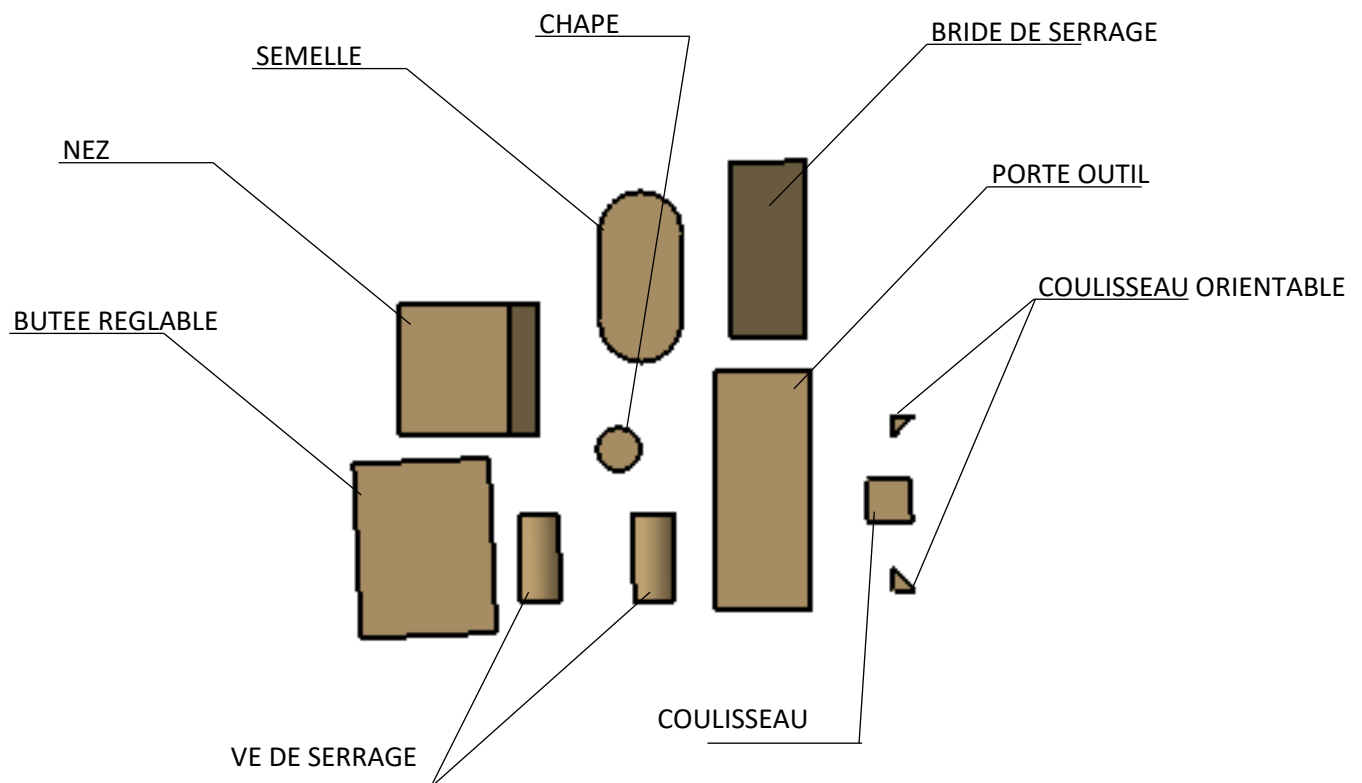 CHAPE
BRIDE DE SERRAGE
SEMELLE
NEZ
PORTE OUTIL
COULISSEAU ORIENTABLE
BUTEE REGLABLE
COULISSEAU
VE DE SERRAGE